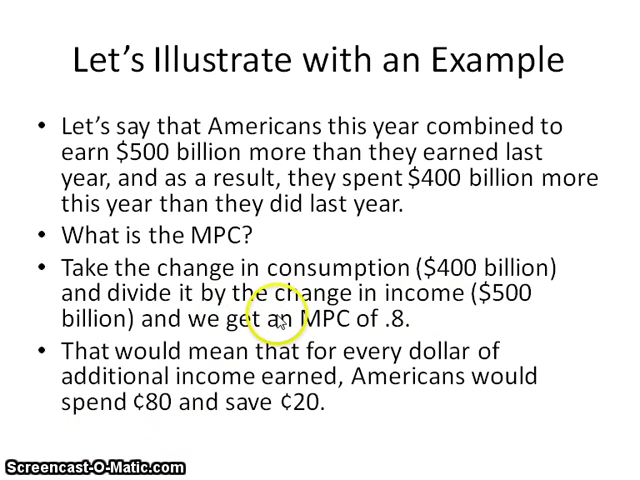 Let's Illustrate with an Example
• Let's say that Americans this year combined to
earn $500 billion more than they earned last
year, and as a result, they spent $400 billion more
this year than they did last year.
• What is the MPC?
• Take the change in consumption ($400 billion)
and divide it by the change in income ($500
billion) and we get an MPC of .8.
• That would mean that for every dollar of
additional income earned, Americans would
spend ¢80 and save ¢20.
Screencast-O-Matic.com